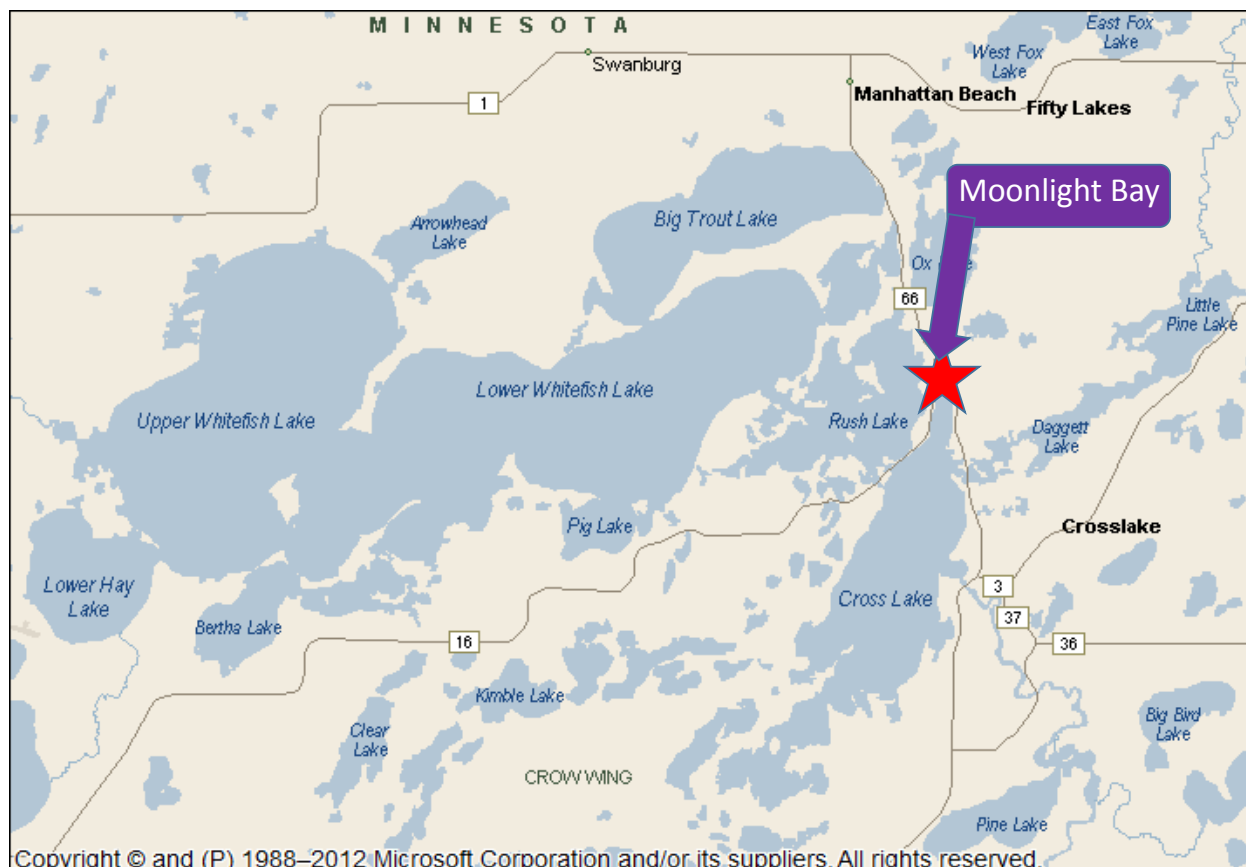 MINNESOTA
East Fox
Lake
West Fox
Lake
Swanburg
1
Manhattan Beach
Fifty Lakes
Moonlight Bay
Big Trout Lake
Arrowhead
Lake
Ox
66
Little
Pine Lake
Lower Whitefish Lake
Upper Whitefish Lake
Rush Lake
Daggett
Lake
Pig Lake
Crosslake
Lower Hay
Lake
Bertha Lake
Cross Lake
3
37
16
36
Kimble Lake
Clear
Lake
Big Bird
Lake
CROW WING
Pine Lake
Copyright © and (P) 1988–2012 Microsoft Corporation and/or its suppliers. All rights reserved.